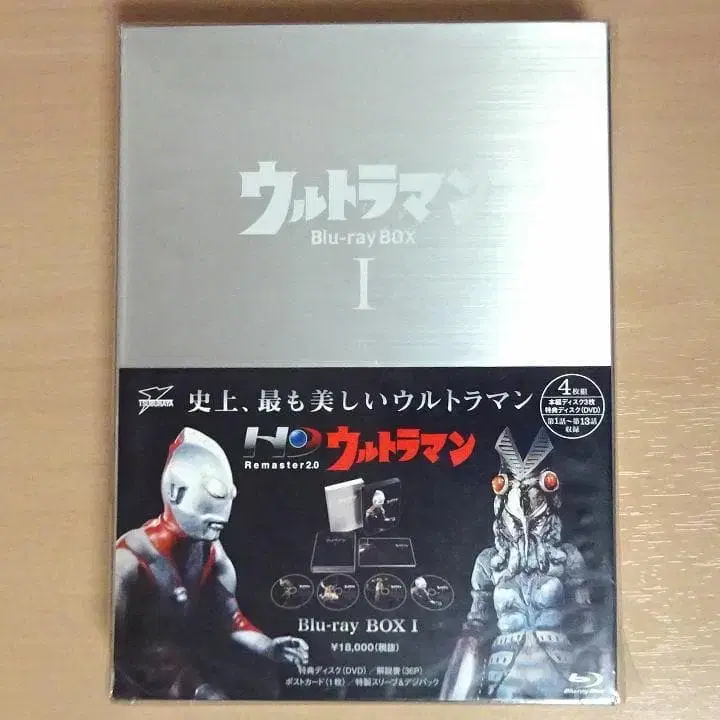 ウルトラマン
Blu-ray BOX
I
TSUBURAYA
史上、最も美しいウルトラマン
4枚組
本編ディスク3枚
特典ディスク(DVD)
第1話〜第13話
収録
HD ウルトラマン
Remaster2.0
Blu-ray BOX I
¥18,000(税抜)
特典ディスク(DVD)/解説書(36P)
ポストカード(1枚)/特製スリーブ&デジパック
Blu-ray Disc